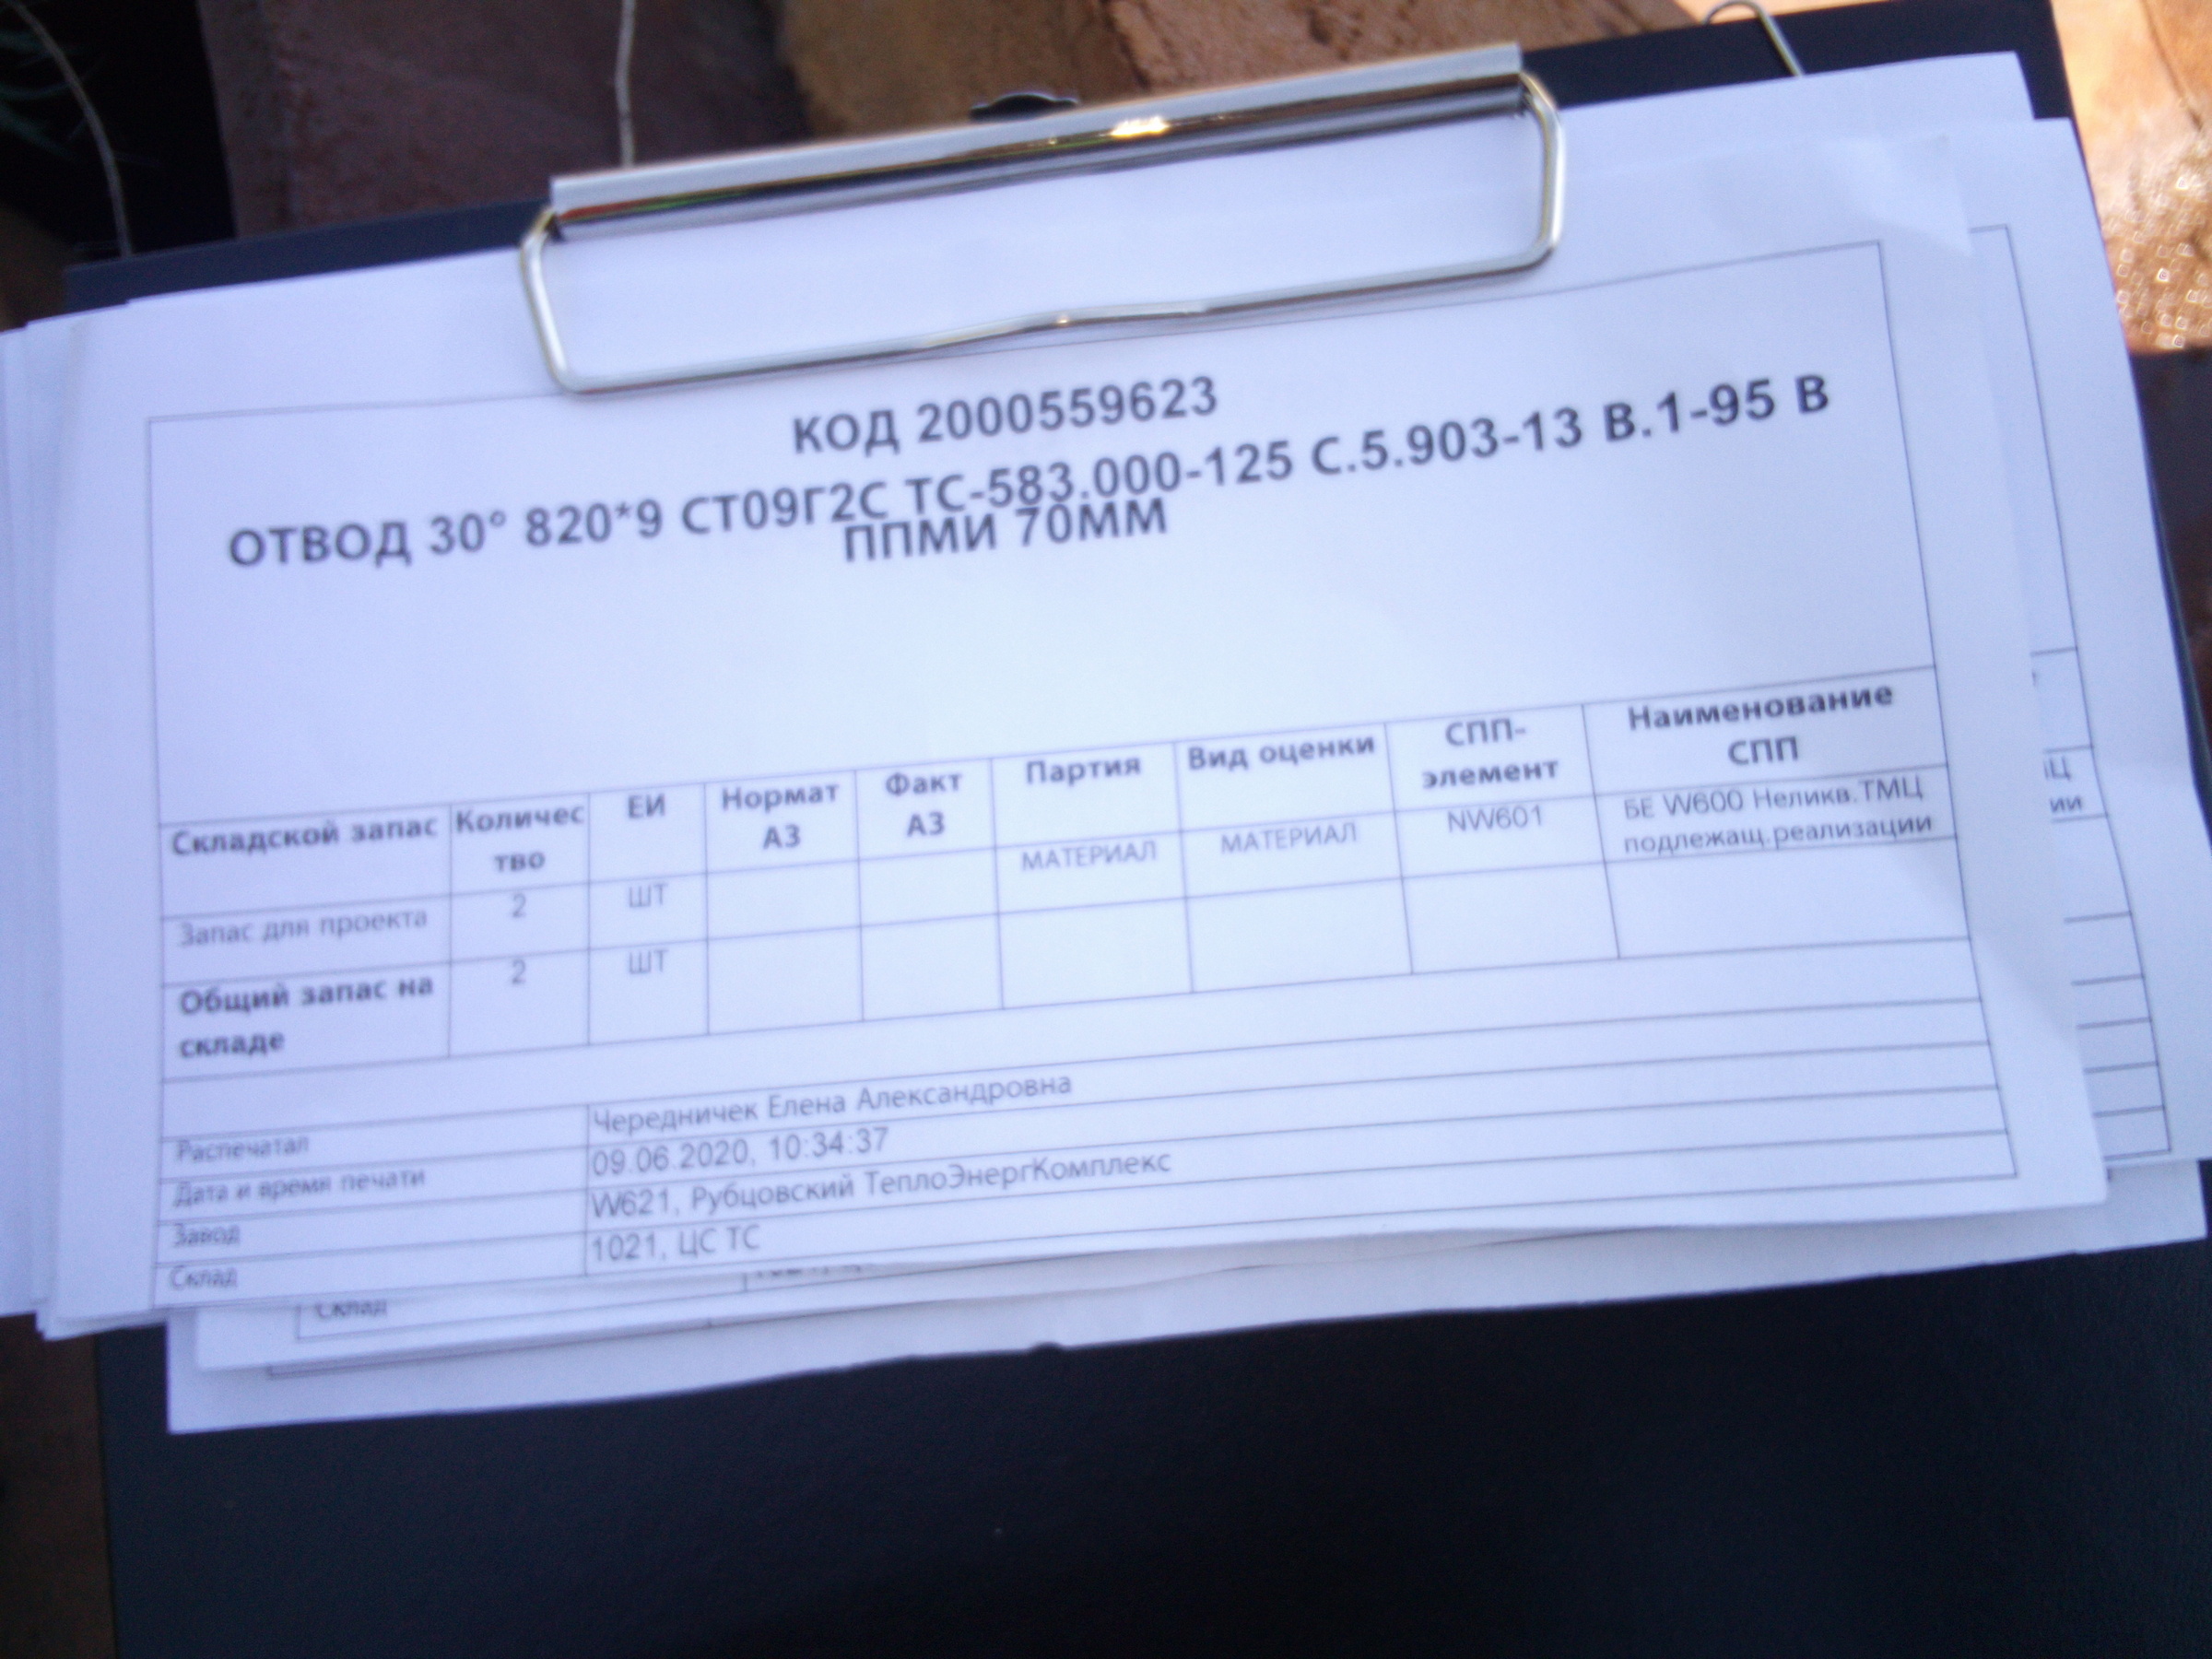 КОД 2000559623
ОТВОД 30° 820*9 СТ09Г2С ТС-583.000-125 С.5.903-13 В.1-95 В
ППМИ 70ММ
Складской запас Количес ЕИ Нормат Факт Партия Вид оценки СПП- Наименование
тво АЗ АЗ элемент СПП
Запас для проекта 2 ШТ МАТЕРИАЛ МАТЕРИАЛ NW601 БЕ W600 Неликв.ТМЦ
подлежащ.реализации
Общий запас на 2 ШТ
складе
Распечатал Чередничек Елена Александровна
Дата и время печати 09.06.2020, 10:34:37
Завод W621, Рубцовский ТеплоЭнергКомплекс
Склад 1021, ЦС ТС
Склад